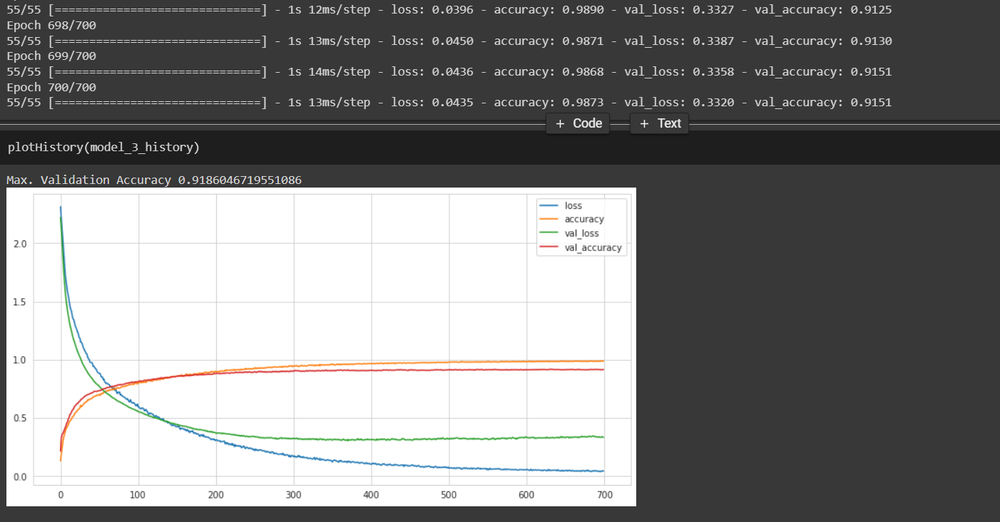 55/55 [==============================] - 1s 12ms/step - loss: 0.0396 - accuracy: 0.9890 - val_loss: 0.3327 - val_accuracy: 0.9125
Epoch 698/700
55/55 [==============================] - 1s 13ms/step - loss: 0.0450 - accuracy: 0.9871 - val_loss: 0.3387 - val_accuracy: 0.9130
Epoch 699/700
55/55 [==============================] - 1s 14ms/step - loss: 0.0436 - accuracy: 0.9868 - val_loss: 0.3358 - val_accuracy: 0.9151
Epoch 700/700
55/55 [==============================] - 1s 13ms/step - loss: 0.0435 - accuracy: 0.9873 - val_loss: 0.3320 - val_accuracy: 0.9151
+ Code + Text
plotHistory(model_3_history)
Max. Validation Accuracy 0.9186046719551086
loss
accuracy
val_loss
val_accuracy
2.0
1.5
1.0
0.5
0.0
0 100 200 300 400 500 600 700